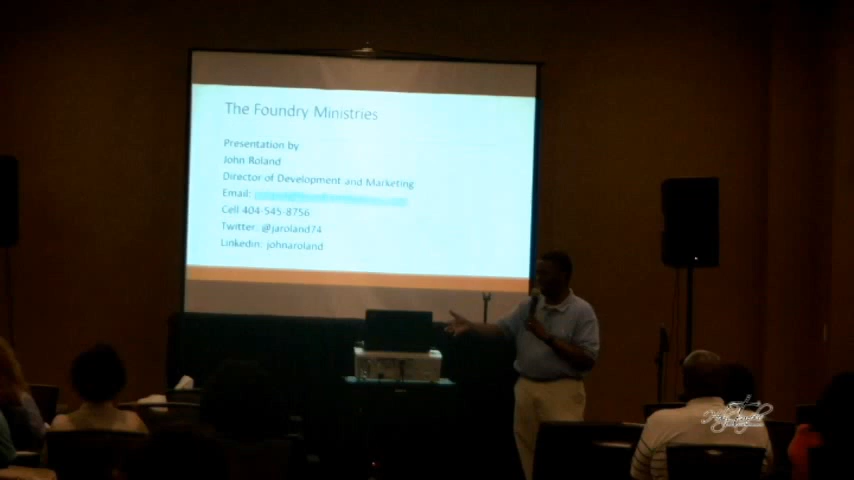 The Foundry Ministries
Presentation by
John Roland
Director of Development and Marketing
Email:
Cell 404-545-8756
Twitter: @jaroland74
Linkedin: johnaroland